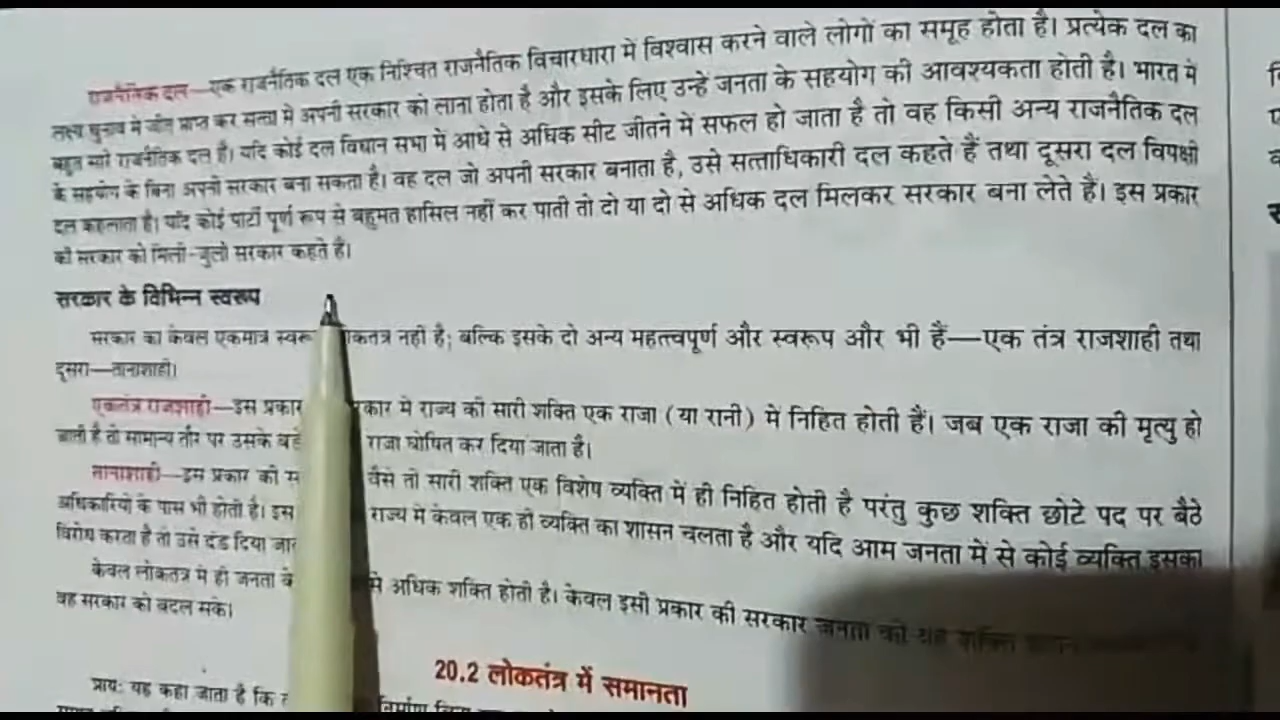 राजनैतिक दल—एक राजनैतिक दल एक निश्चित राजनैतिक विचारधारा में विश्वास करने वाले लोगों का समूह होता है। प्रत्येक दल का
लक्ष्य चुनाव में जीत प्राप्त कर सत्ता में अपनी सरकार को लाना होता है और इसके लिए उन्हें जनता के सहयोग की आवश्यकता होती है। भारत में
बहुत सारे राजनैतिक दल हैं। यदि कोई दल विधान सभा में आधे से अधिक सीट जीतने में सफल हो जाता है तो वह किसी अन्य राजनैतिक दल
के सहयोग के बिना अपनी सरकार बना सकता है। वह दल जो अपनी सरकार बनाता है, उसे सत्ताधिकारी दल कहते हैं तथा दूसरा दल विपक्षी
दल कहलाता है। यदि कोई पार्टी पूर्ण रूप से बहुमत हासिल नहीं कर पाती तो दो या दो से अधिक दल मिलकर सरकार बना लेते हैं। इस प्रकार
की सरकार को मिली-जुली सरकार कहते हैं।
सरकार के विभिन्न स्वरूप
सरकार का केवल एकमात्र स्वरू कतंत्र नहीं है; बल्कि इसके दो अन्य महत्त्वपूर्ण और स्वरूप और भी हैं—एक तंत्र राजशाही तथा
दूसरा—तानाशाही।
एकतंत्र राजशाही—इस प्रकार कार में राज्य की सारी शक्ति एक राजा (या रानी) में निहित होती हैं। जब एक राजा की मृत्यु हो
जाती है तो सामान्य तौर पर उसके राजा घोषित कर दिया जाता है।
तानाशाही—इस प्रकार की स वैसे तो सारी शक्ति एक विशेष व्यक्ति में ही निहित होती है परंतु कुछ शक्ति छोटे पद पर बैठे
अधिकारियों के पास भी होती है। इस राज्य में केवल एक ही व्यक्ति का शासन चलता है और यदि आम जनता में से कोई व्यक्ति इसका
विरोध करता है तो उसे दंड दिया जा
केवल लोकतंत्र में ही जनता से अधिक शक्ति होती है। केवल इसी प्रकार की सरकार जनता को यह शक्ति
वह सरकार को बदल सके।
20.2 लोकतंत्र में समानता
प्रायः यह कहा जाता है कि निर्माण